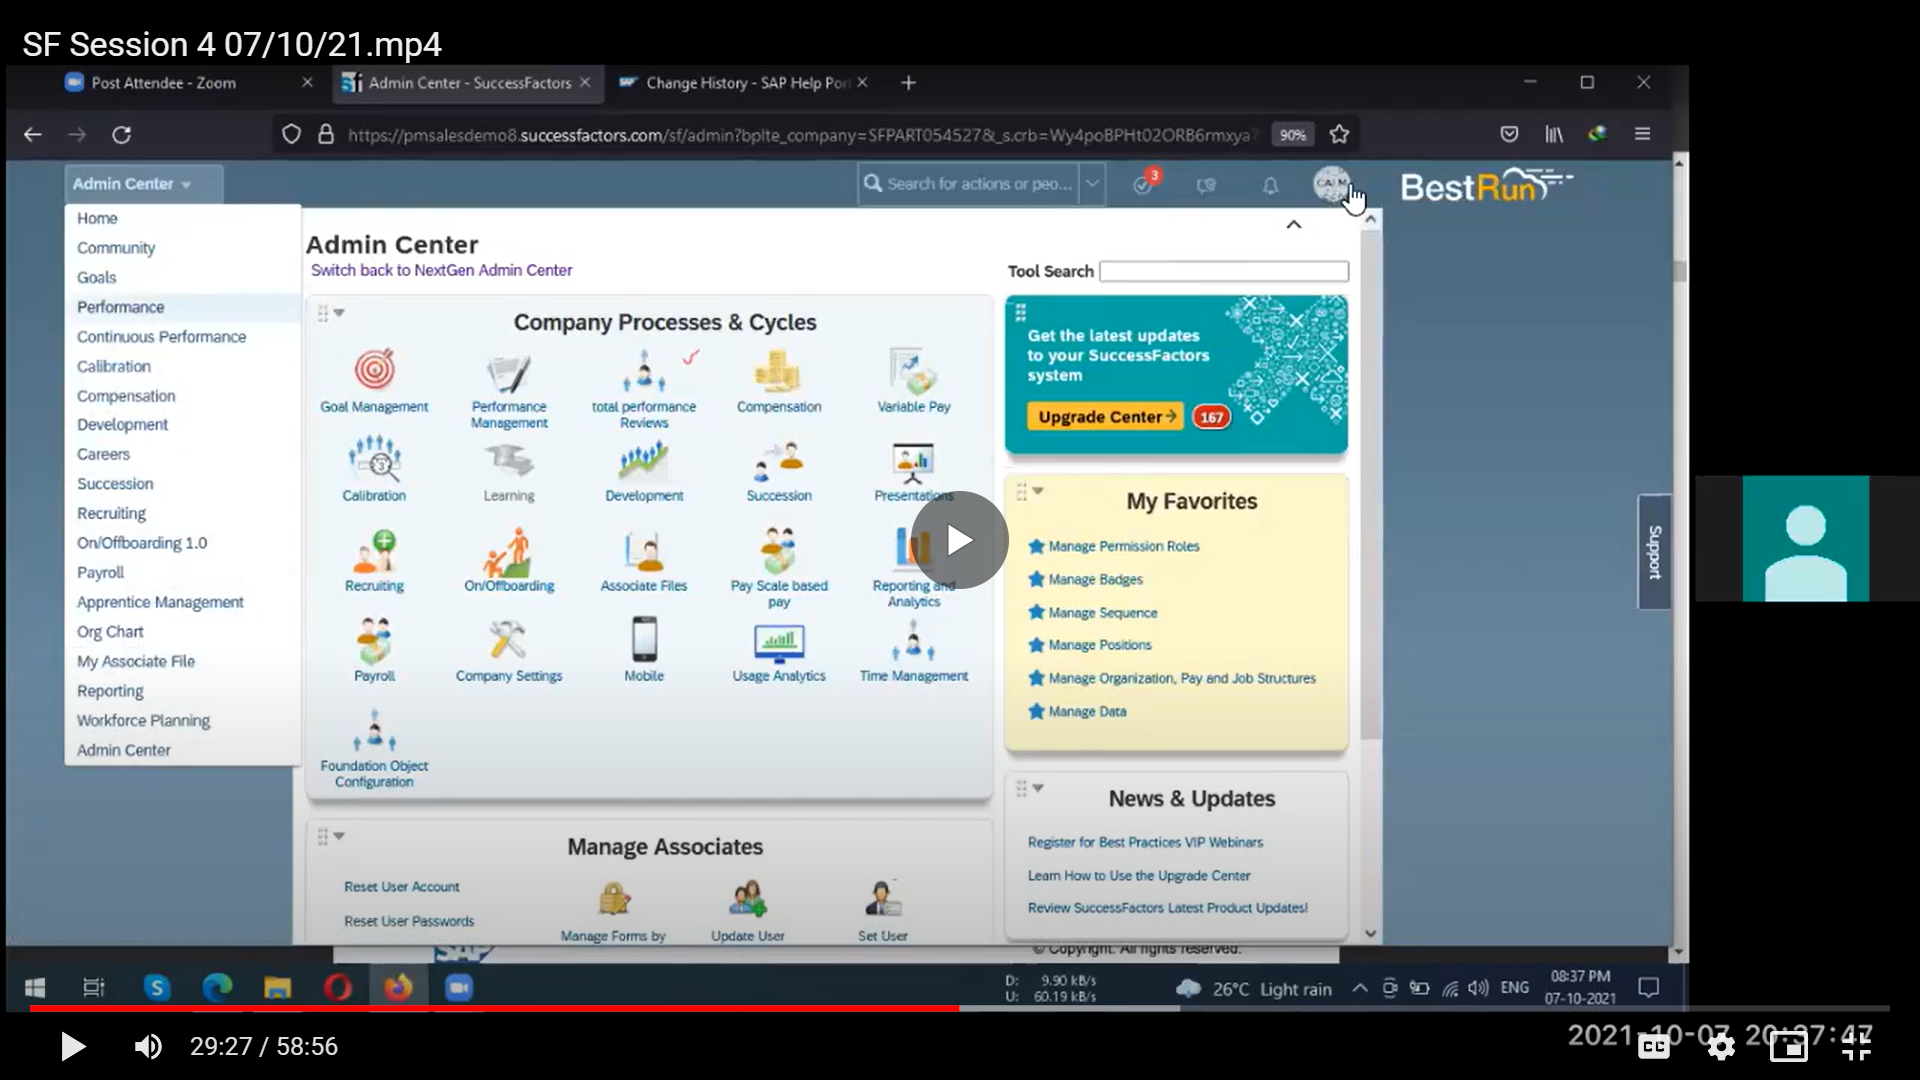 SF Session 4 07/10/21.mp4
Post Attendee - Zoom
Admin Center - SuccessFactors
Change History - SAP Help Por
https://pmsalesdemo8.successfactors.com/sf/admin?bplte_company=SFPART054527&_s.crb=Wy4poBPHt02ORB6rmxya7
90%
Admin Center
Search for actions or peo...
3
BestRun
Home
Community
Goals
Performance
Continuous Performance
Calibration
Compensation
Development
Careers
Succession
Recruiting
On/Offboarding 1.0
Payroll
Apprentice Management
Org Chart
My Associate File
Reporting
Workforce Planning
Admin Center
Admin Center
Switch back to NextGen Admin Center
Tool Search
Company Processes & Cycles
Goal Management
Performance
Management
total performance
Reviews
Compensation
Variable Pay
Calibration
Learning
Development
Succession
Presentations
Recruiting
On/Offboarding
Associate Files
Pay Scale based
pay
Reporting and
Analytics
Payroll
Company Settings
Mobile
Usage Analytics
Time Management
Foundation Object
Configuration
Manage Associates
Reset User Account
Reset User Passwords
Manage Forms by
Update User
Set User
Get the latest updates
to your SuccessFactors
system
Upgrade Center
167
My Favorites
Manage Permission Roles
Manage Badges
Manage Sequence
Manage Positions
Manage Organization, Pay and Job Structures
Manage Data
News & Updates
Register for Best Practices VIP Webinars
Learn How to Use the Upgrade Center
Review SuccessFactors Latest Product Updates!
Support
© Copyright. All rights reserved.
D: 9.90 kB/s
U: 60.19 kB/s
26°C Light rain
ENG
08:37 PM
07-10-2021
29:27 / 58:56
2021-10-07 20:37:47
CC